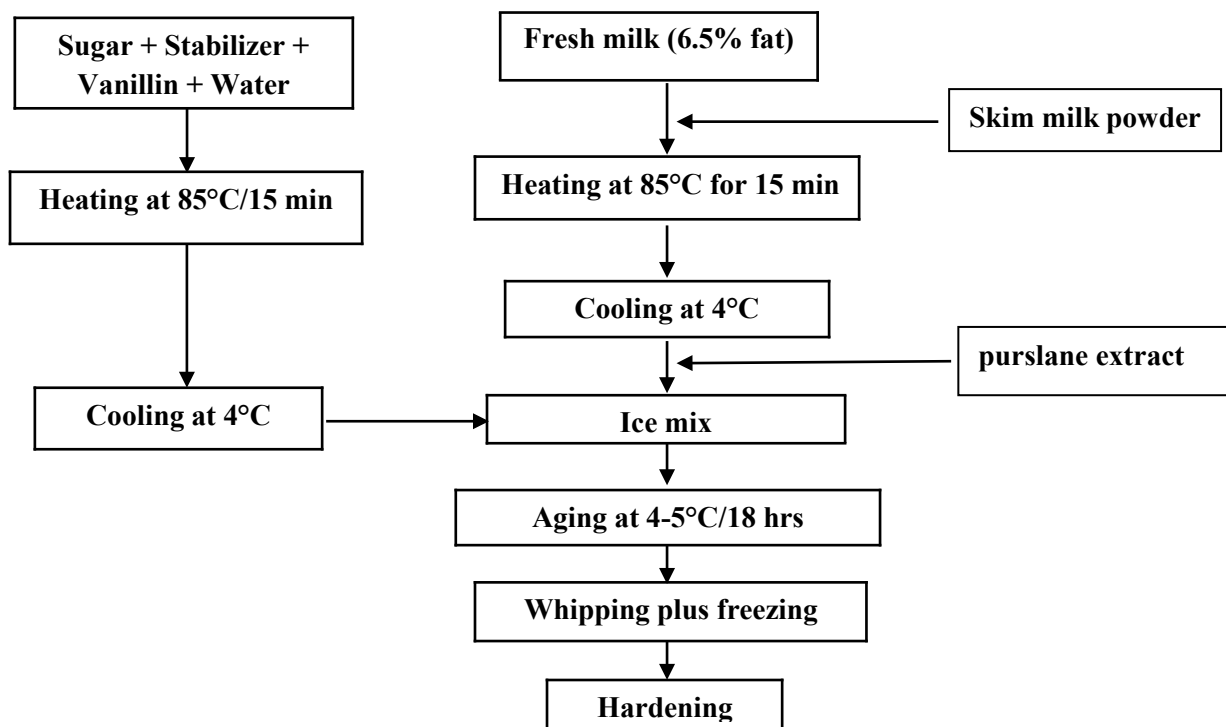 Sugar + Stabilizer +
Vanillin + Water
Fresh milk (6.5% fat)
Skim milk powder
Heating at 85°C/15 min
Heating at 85°C for 15 min
Cooling at 4°C
purslane extract
Cooling at 4°C
Ice mix
Aging at 4-5°C/18 hrs
Whipping plus freezing
Hardening